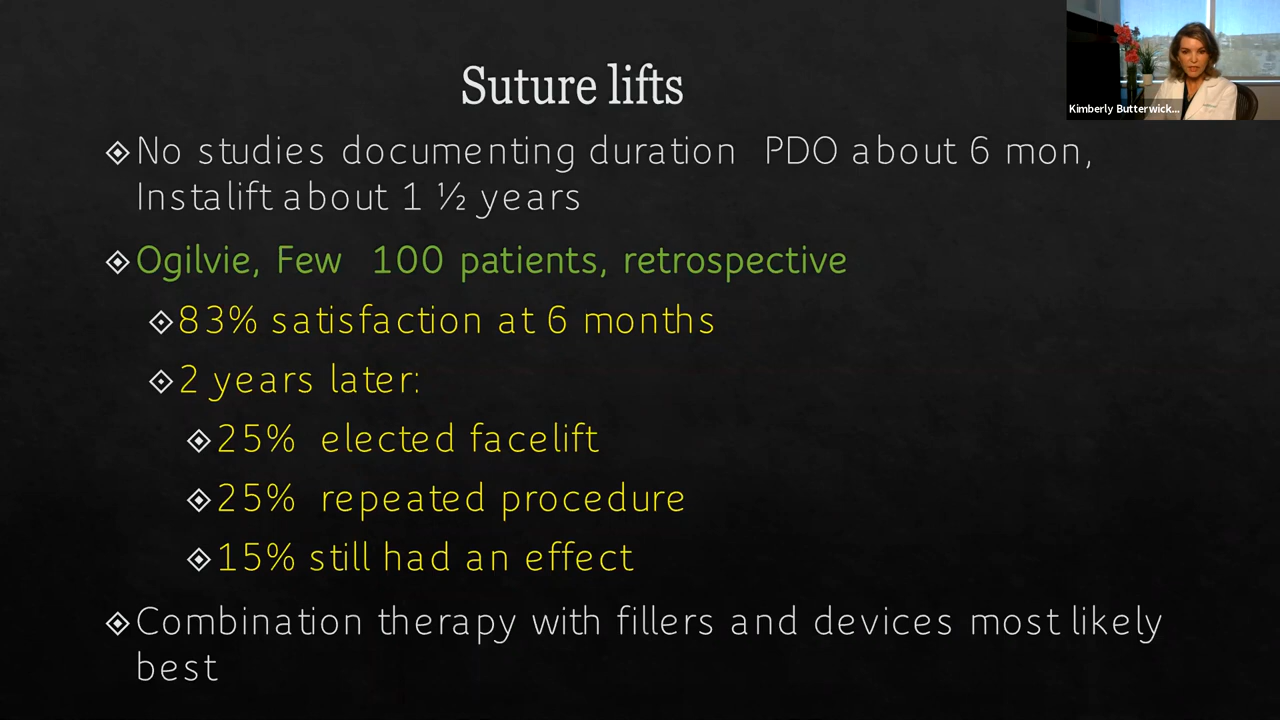 Suture lifts
Kimberly Butterwick...
No studies documenting duration PDO about 6 mon,
Instalift about 1 ½ years
Ogilvie, Few 100 patients, retrospective
83% satisfaction at 6 months
2 years later:
25% elected facelift
25% repeated procedure
15% still had an effect
Combination therapy with fillers and devices most likely
best